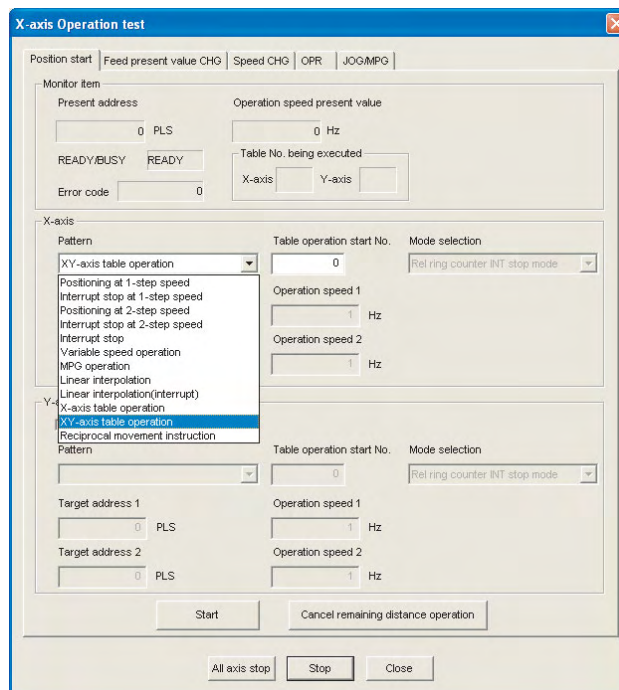 X-axis Operation test
Position start Feed present value CHG Speed CHG OPR JOG/MPG
Monitor item
Present address Operation speed present value
0 PLS 0 Hz
READY/BUSY READY Table No. being executed
X-axis Y-axis
Error code 0
X-axis
Pattern Table operation start No. Mode selection
XY-axis table operation 0 Rel ring counter INT stop mode
Positioning at 1-step speed
Interrupt stop at 1-step speed
Operation speed 1
Positioning at 2-step speed
Interrupt stop at 2-step speed
1 Hz
Interrupt stop
Operation speed 2
Variable speed operation
MPG operation
1 Hz
Linear interpolation
Linear interpolation(interrupt)
Y-a
X-axis table operation
XY-axis table operation
Reciprocal movement instruction
Pattern Table operation start No. Mode selection
0 Rel ring counter INT stop mode
Target address 1 Operation speed 1
0 PLS 1 Hz
Target address 2 Operation speed 2
0 PLS 1 Hz
Start Cancel remaining distance operation
All axis stop Stop Close